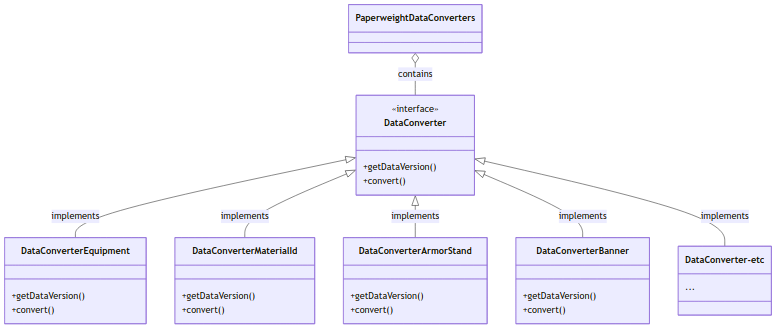 PaperweightDataConverters
contains
«interface»
DataConverter
+getDataVersion()
+convert()
implements
implements
implements
implements
implements
DataConverterEquipment
+getDataVersion()
+convert()
DataConverterMaterialId
+getDataVersion()
+convert()
DataConverterArmorStand
+getDataVersion()
+convert()
DataConverterBanner
+getDataVersion()
+convert()
DataConverter-etc
...